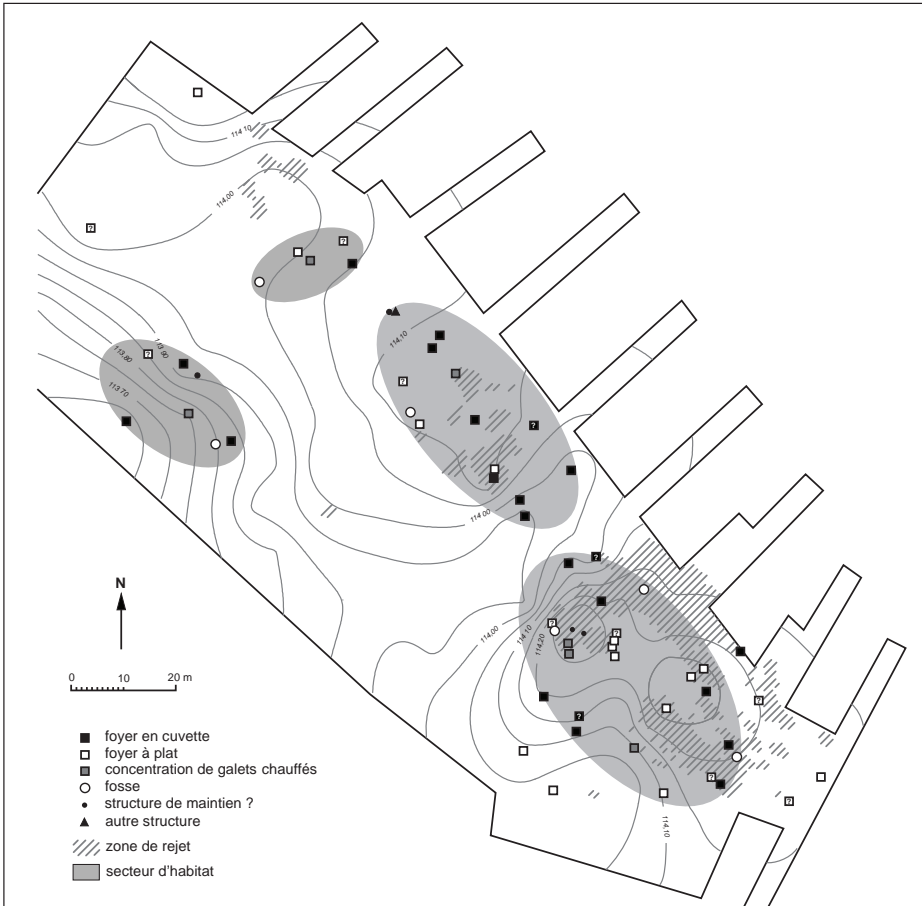 114 10
114,00
?
?
114,10
113,90
?
113,80
113 70
?
?
114 00
?
114,00
114,10
114,20
?
?
?
?
?
?
114,10
N
0 10 20 m
foyer en cuvette
foyer à plat
concentration de galets chauffés
fosse
structure de maintien ?
autre structure
zone de rejet
secteur d'habitat